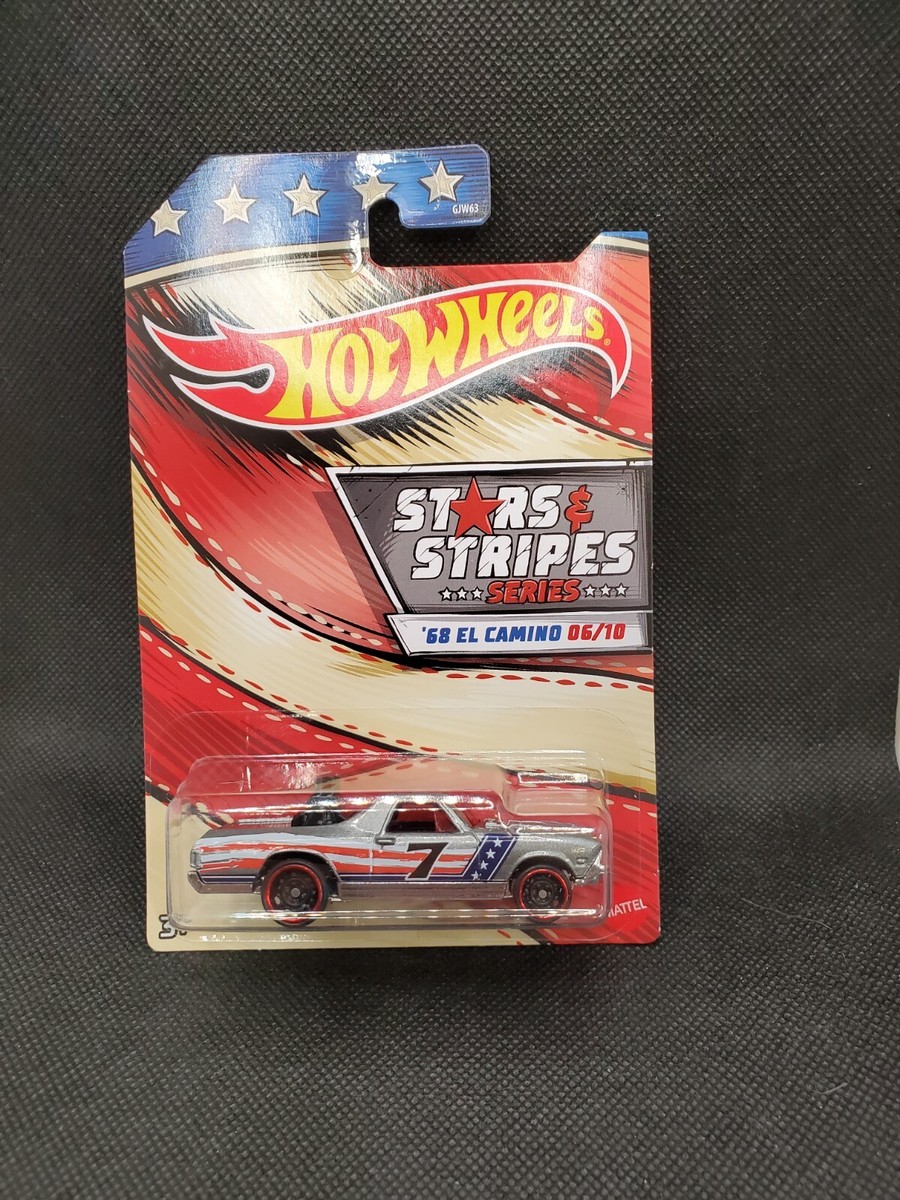 GJW63
HOT WHEELS®
STARS &
STRIPES
SERIES
'68 EL CAMINO 06/10
7
MATTEL